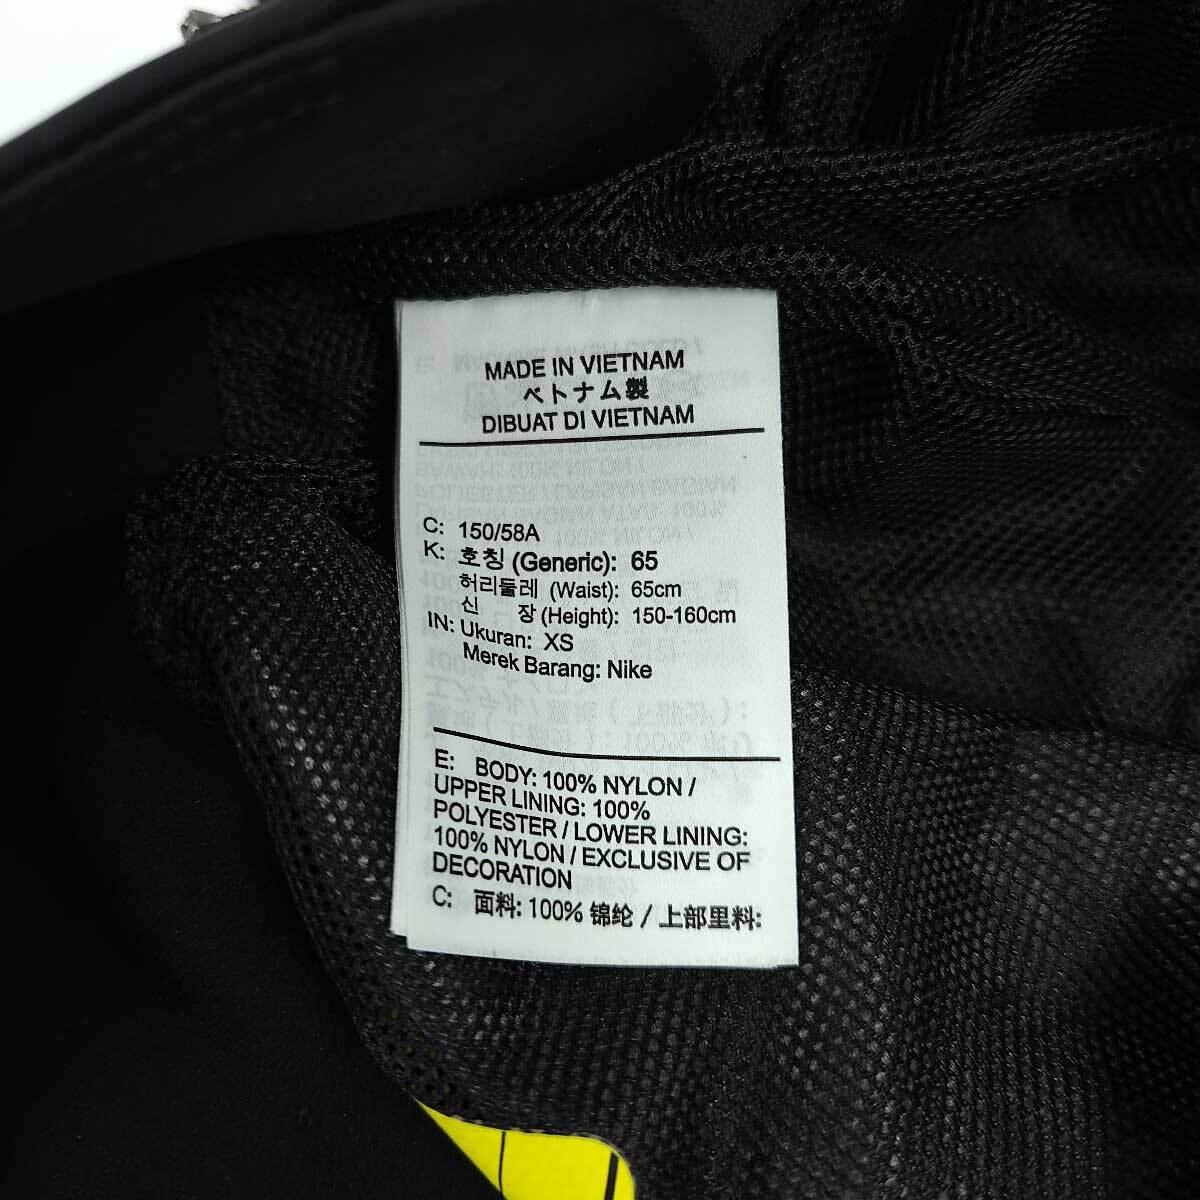 MADE IN VIETNAM
ベトナム製
DIBUAT DI VIETNAM
C: 150/58A
K: 호칭 (Generic): 65
허리둘레 (Waist): 65cm
신 장 (Height): 150-160cm
IN: Ukuran: XS
Merek Barang: Nike
E: BODY: 100% NYLON /
UPPER LINING: 100%
POLYESTER / LOWER LINING:
100% NYLON / EXCLUSIVE OF
DECORATION
C: 面料: 100% 锦纶 / 上部里料: